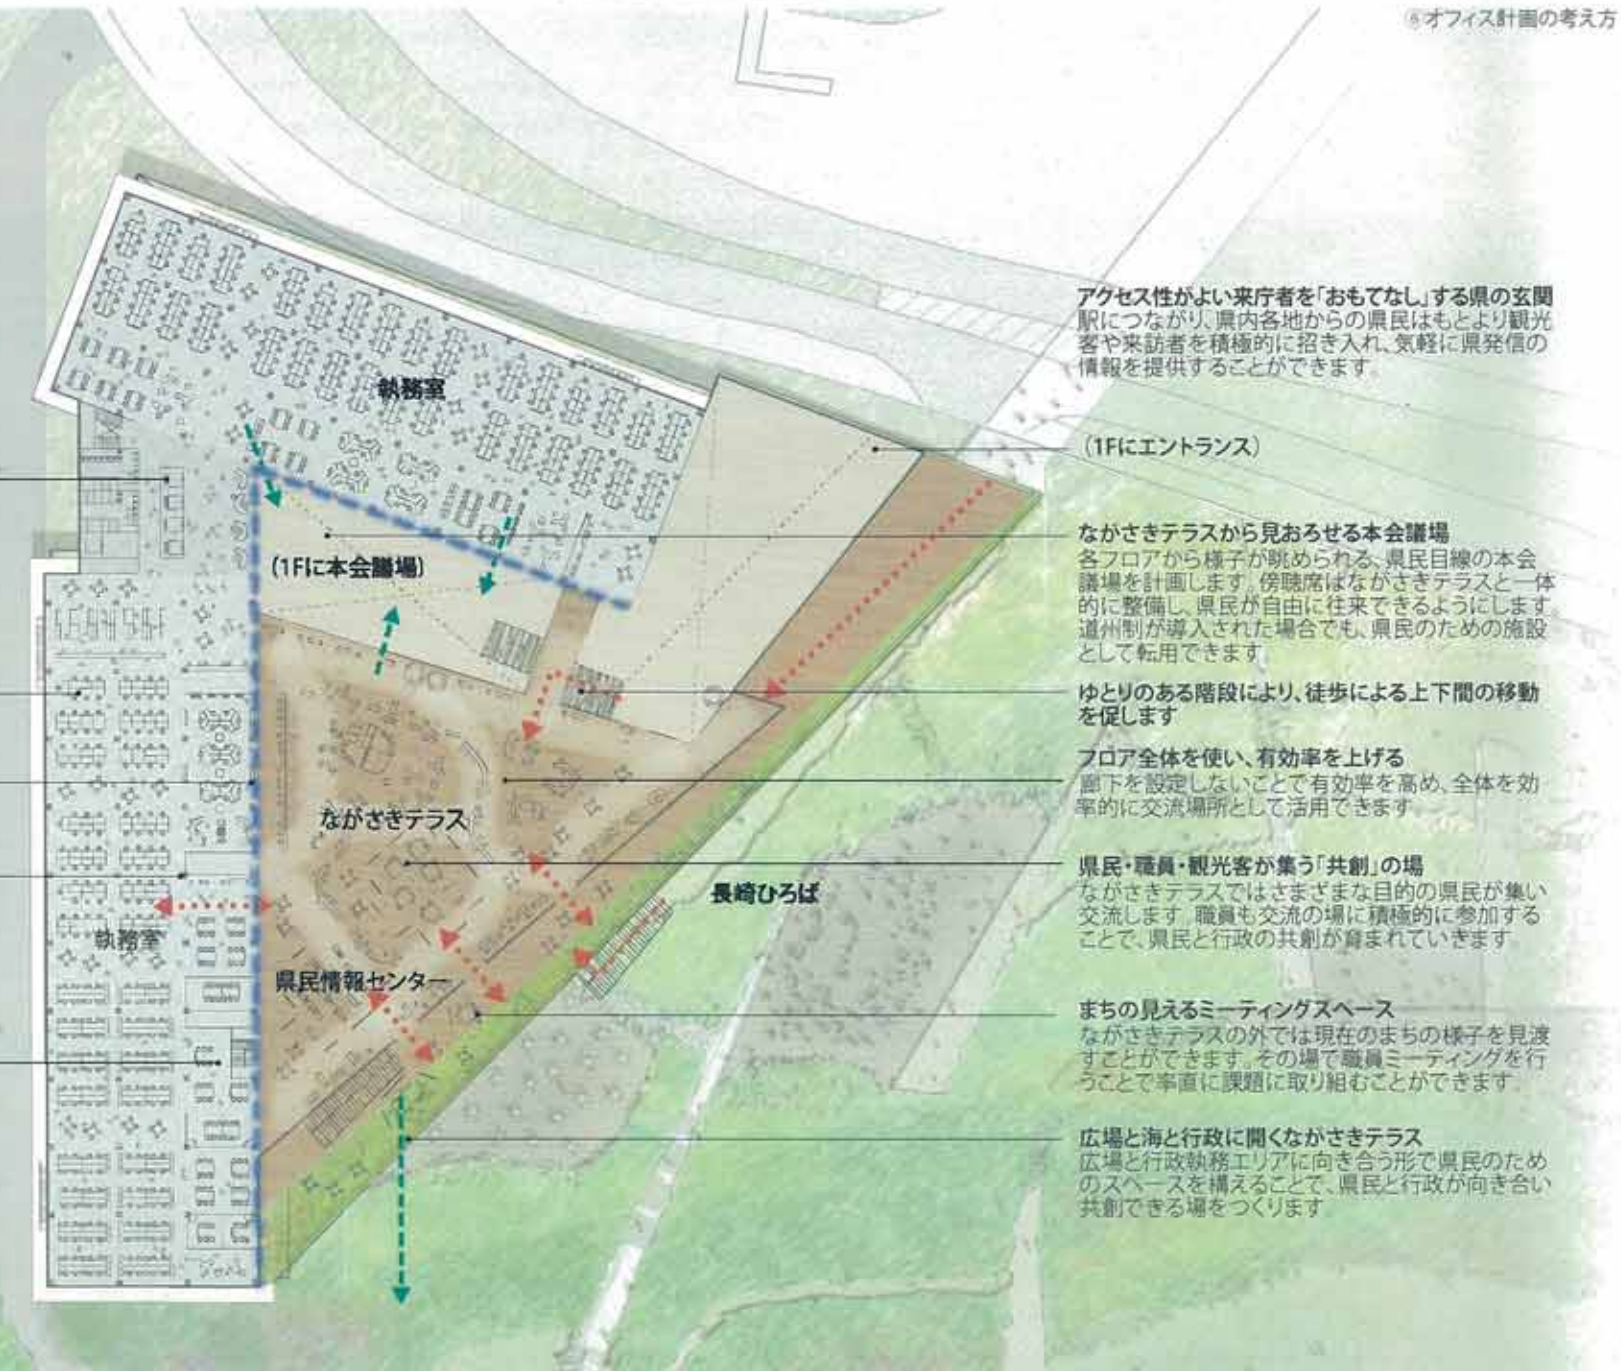 ⑤オフィス計画の考え方
アクセス性がよい来庁者を「おもてなし」する県の玄関
駅につながり、県内各地からの県民はもとより観光
客や来訪者を積極的に招き入れ、気軽に県発信の
情報を提供することができます。
執務室
(1Fにエントランス)
ながさきテラスから見おろせる本会議場
各フロアから様子が眺められる、県民目線の本会
議場を計画します。傍聴席はながさきテラスと一体
的に整備し、県民が自由に往来できるようにします。
道州制が導入された場合でも、県民のための施設
として転用できます。
(1Fに本会議場)
ゆとりのある階段により、徒歩による上下間の移動
を促します
フロア全体を使い、有効率を上げる
廊下を設定しないことで有効率を高め、全体を効
率的に交流場所として活用できます。
ながさきテラス
県民・職員・観光客が集う「共創」の場
ながさきテラスではさまざまな目的の県民が集い
交流します。職員も交流の場に積極的に参加する
ことで、県民と行政の共創が育まれていきます。
長崎ひろば
執務室
県民情報センター
まちの見えるミーティングスペース
ながさきテラスの外では現在のまちの様子を見渡
すことができます。その場で職員ミーティングを行
うことで率直に課題に取り組むことができます。
広場と海と行政に開くながさきテラス
広場と行政執務エリアに向き合う形で県民のため
のスペースを構えることで、県民と行政が向き合い
共創できる場をつくります。